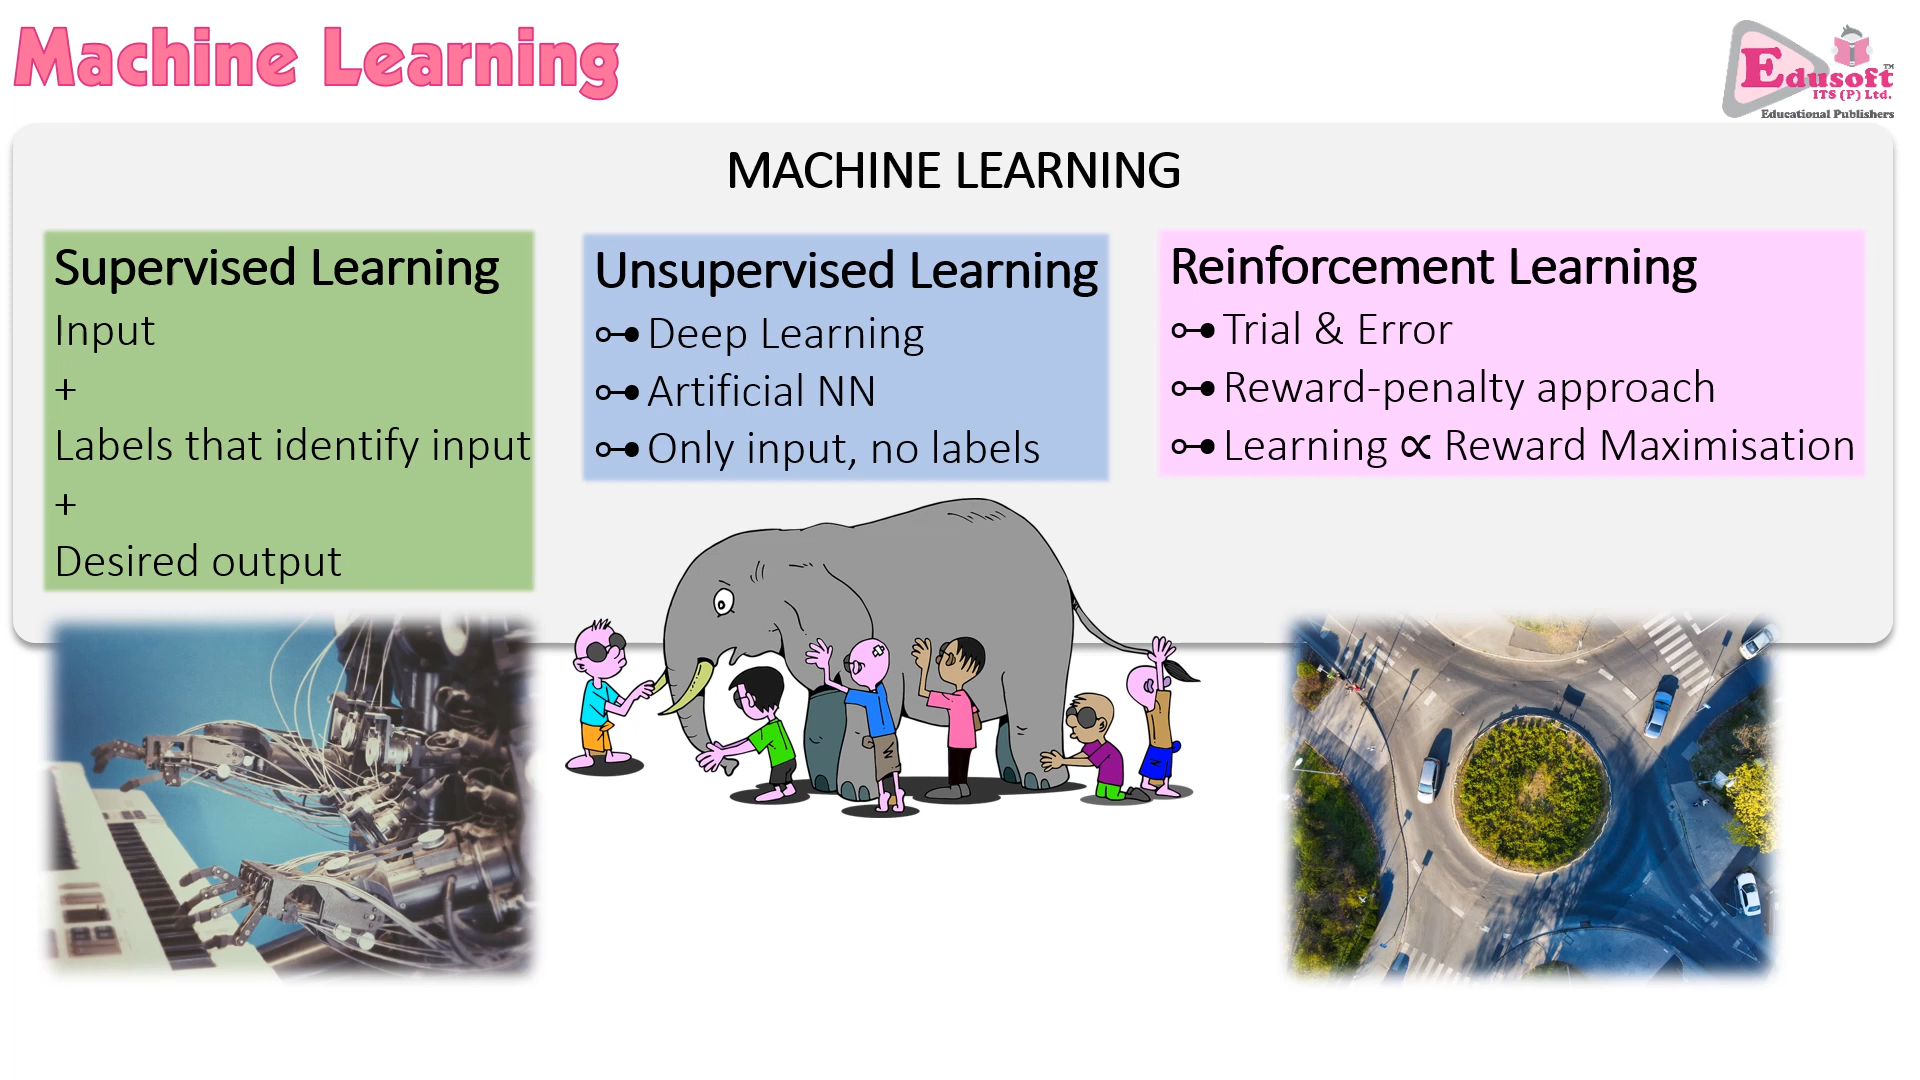 Machine Learning
Edusoft™
ITS (P) Ltd.
Educational Publishers
MACHINE LEARNING
Supervised Learning
Input
+
Labels that identify input
+
Desired output
Unsupervised Learning
Deep Learning
Artificial NN
Only input, no labels
Reinforcement Learning
Trial & Error
Reward-penalty approach
Learning ∝ Reward Maximisation